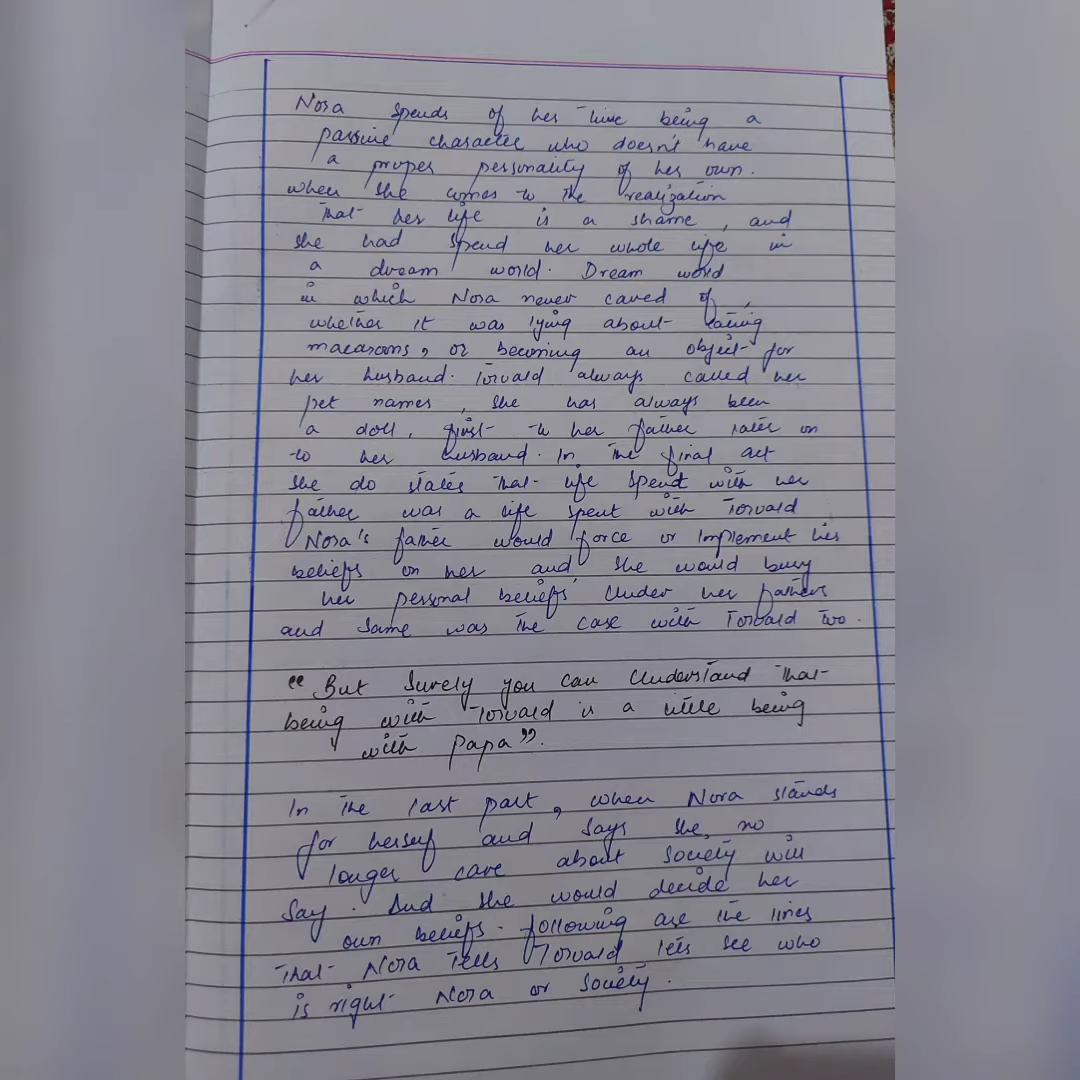 Nora spends of her time being a
passive character who doesn't have
a proper personality of her own.
when she comes to the realization
That her life is a shame, and
she had spend her whole life in
a dream world. Dream world
in which Nora never cared of,
whether it was lying about eating
macaroons, or becoming an object for
her husband. Torvald always called her
pet names, she has always been
a doll, first to her father later on
to her husband. In the final act
she do states that life spent with her
father was a life spent with Torvald
Nora's father would force or implement his
beliefs on her and she would bury
her personal beliefs under her fathers
and same was the case with Torvald too.
"But Surely you can understand that
being with Torvald is a little being
with papa".
In the last part, when Nora stands
for herself and says she no
longer care about society will
say. And she would decide her
own beliefs. following are the lines
That Nora tells Torvald lets see who
is right Nora or society.